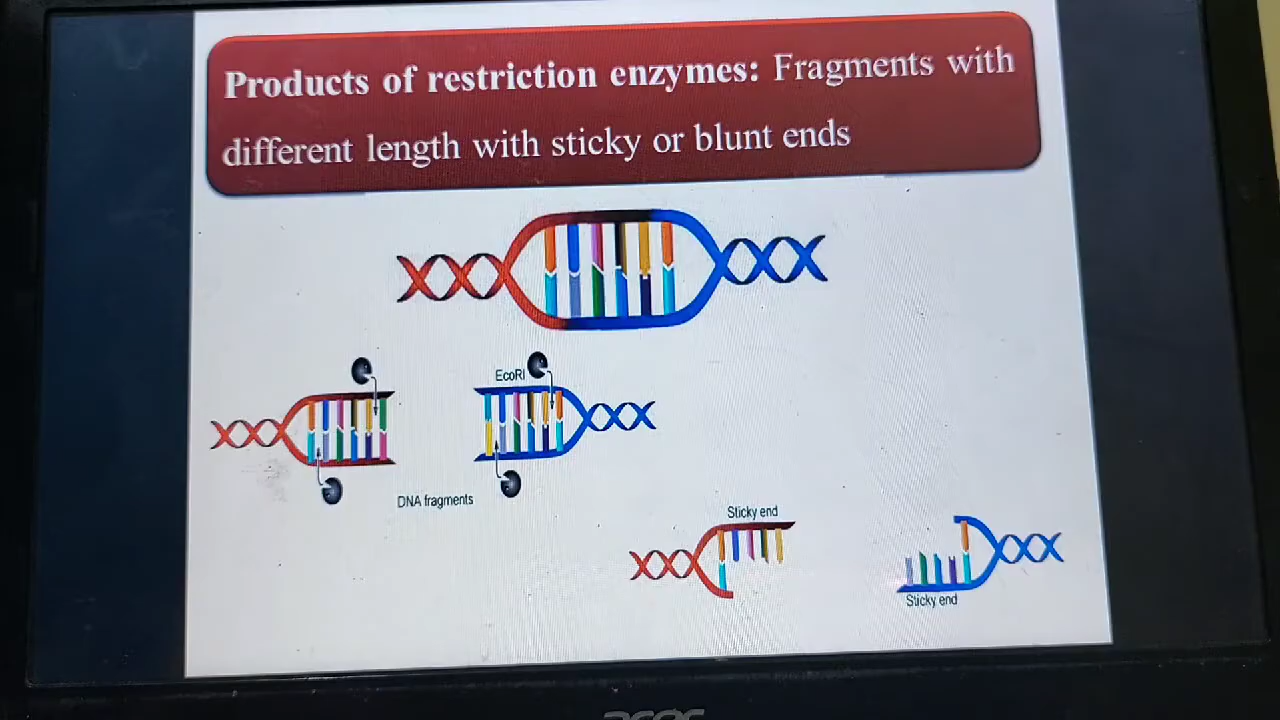 Products of restriction enzymes: Fragments with
different length with sticky or blunt ends
EcoRI
DNA fragments
Sticky end
Sticky end
acer